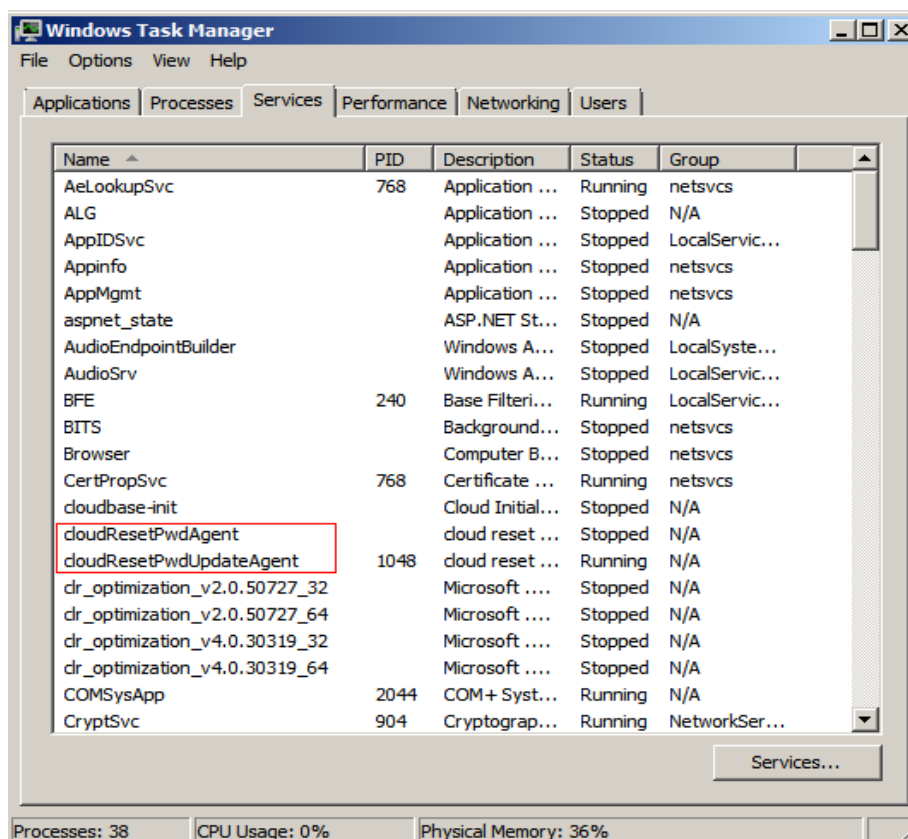 Windows Task Manager
File Options View Help
Applications Processes Services Performance Networking Users
Name PID Description Status Group
AeLookupSvc 768 Application ... Running netsvcs
ALG Application ... Stopped N/A
AppIDSvc Application ... Stopped LocalServic...
Appinfo Application ... Stopped netsvcs
AppMgmt Application ... Stopped netsvcs
aspnet_state ASP.NET St... Stopped N/A
AudioEndpointBuilder Windows A... Stopped LocalSyste...
AudioSrv Windows A... Stopped LocalServic...
BFE 240 Base Filteri... Running LocalServic...
BITS Background... Stopped netsvcs
Browser Computer B... Stopped netsvcs
CertPropSvc 768 Certificate ... Running netsvcs
cloudbase-init Cloud Initial... Stopped N/A
cloudResetPwdAgent cloud reset ... Stopped N/A
cloudResetPwdUpdateAgent 1048 cloud reset ... Running N/A
clr_optimization_v2.0.50727_32 Microsoft .... Stopped N/A
clr_optimization_v2.0.50727_64 Microsoft .... Stopped N/A
clr_optimization_v4.0.30319_32 Microsoft .... Stopped N/A
clr_optimization_v4.0.30319_64 Microsoft .... Stopped N/A
COMSysApp 2044 COM+ Syst... Running N/A
CryptSvc 904 Cryptograp... Running NetworkSer...
Services...
Processes: 38 CPU Usage: 0% Physical Memory: 36%